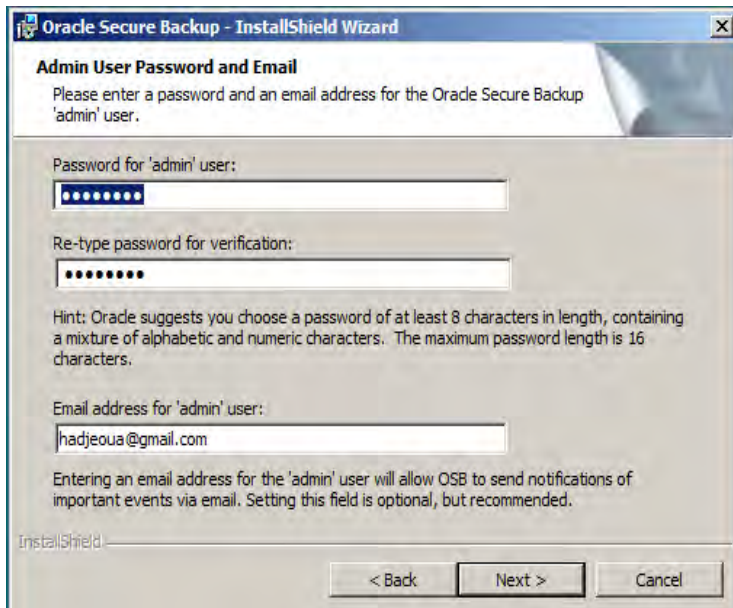 Oracle Secure Backup - InstallShield Wizard
Admin User Password and Email
Please enter a password and an email address for the Oracle Secure Backup
'admin' user.
Password for 'admin' user:
••••••••
Re-type password for verification:
••••••••
Hint: Oracle suggests you choose a password of at least 8 characters in length, containing
a mixture of alphabetic and numeric characters. The maximum password length is 16
characters.
Email address for 'admin' user:
hadjeoua@gmail.com
Entering an email address for the 'admin' user will allow OSB to send notifications of
important events via email. Setting this field is optional, but recommended.
InstallShield
< Back Next > Cancel